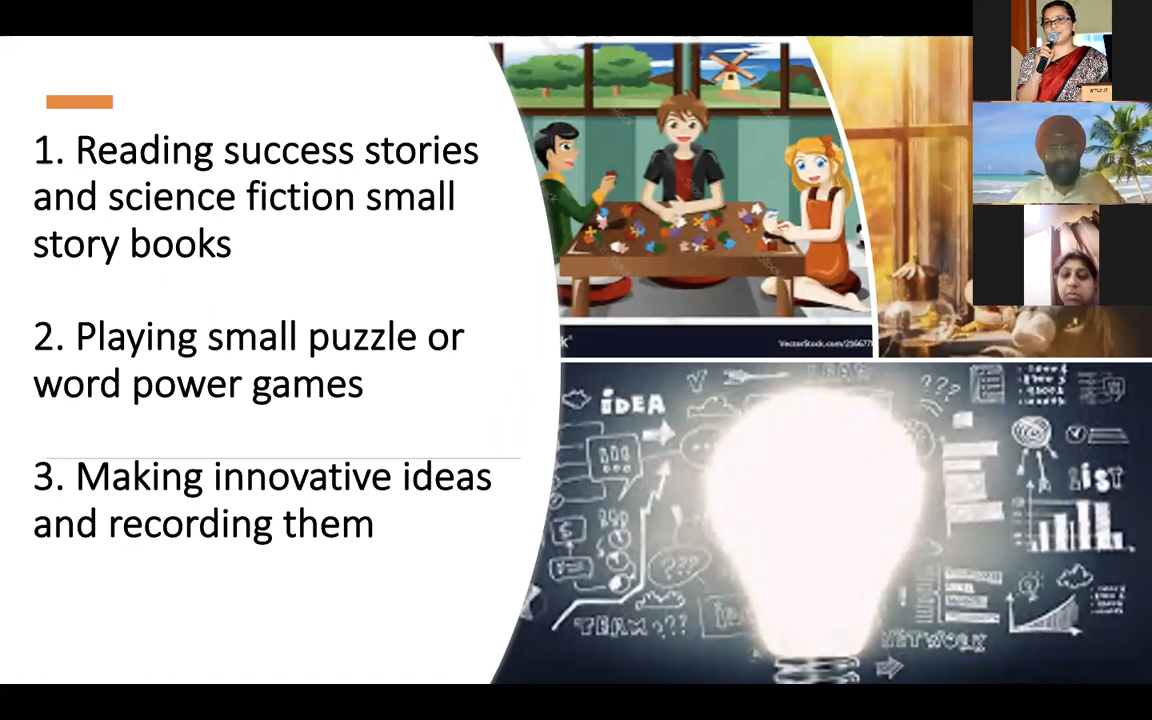 1. Reading success stories
and science fiction small
story books
2. Playing small puzzle or
word power games
3. Making innovative ideas
and recording them
iDEA
???
LiST
???
TEAM
???
NETWORK